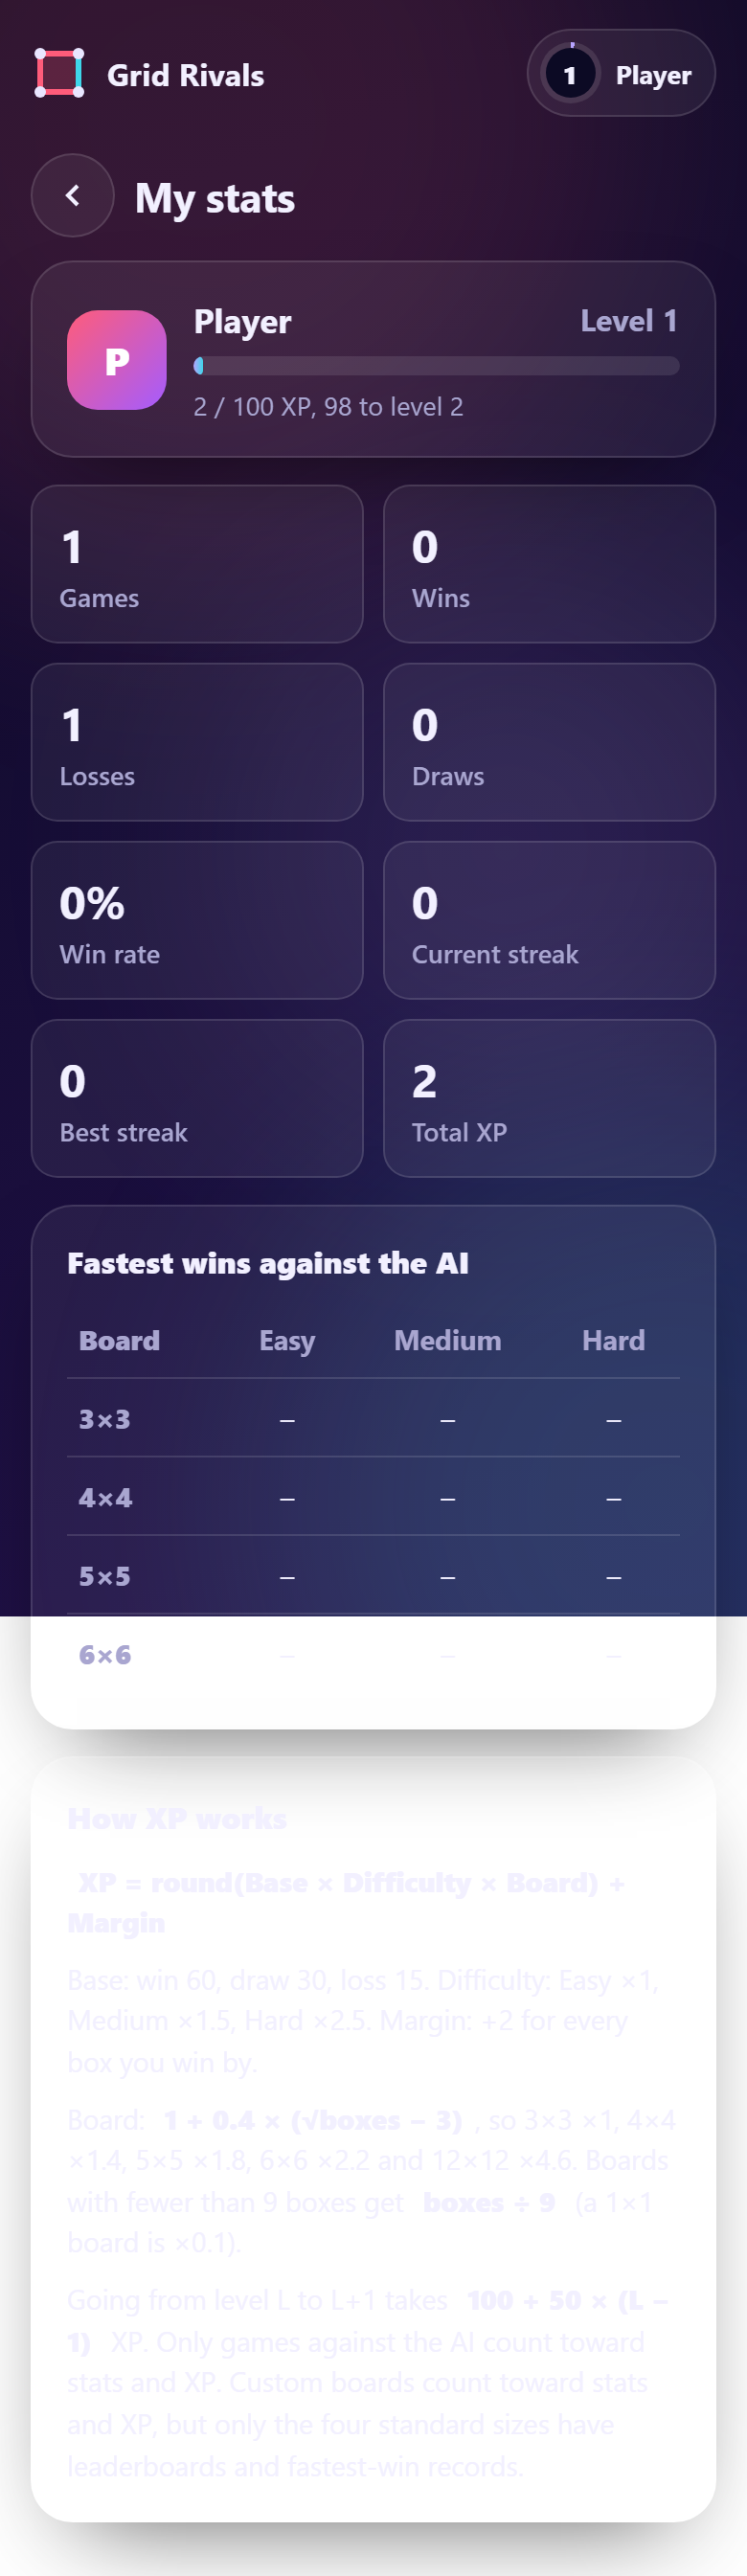 Grid Rivals
1 Player
My stats
P
Player Level 1
2 / 100 XP, 98 to level 2
1 0
Games Wins
1 0
Losses Draws
0% 0
Win rate Current streak
0 2
Best streak Total XP
Fastest wins against the AI
Board Easy Medium Hard
3×3 – – –
4×4 – – –
5×5 – – –
6×6 – – –
How XP works
XP = round(Base × Difficulty × Board) +
Margin
Base: win 60, draw 30, loss 15. Difficulty: Easy ×1,
Medium ×1.5, Hard ×2.5. Margin: +2 for every
box you win by.
Board: 1 + 0.4 × (√boxes − 3) , so 3×3 ×1, 4×4
×1.4, 5×5 ×1.8, 6×6 ×2.2 and 12×12 ×4.6. Boards
with fewer than 9 boxes get boxes ÷ 9 (a 1×1
board is ×0.1).
Going from level L to L+1 takes 100 + 50 × (L −
1) XP. Only games against the AI count toward
stats and XP. Custom boards count toward stats
and XP, but only the four standard sizes have
leaderboards and fastest-win records.